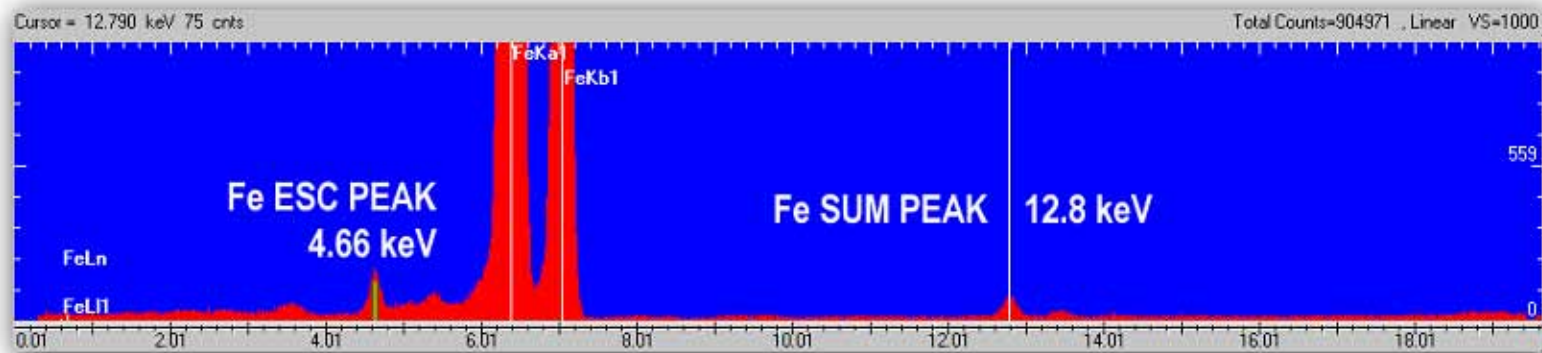 Cursor = 12.790 keV 75 cnts
Total Counts=904971 , Linear VS=1000
FeKa1
FeKb1
559
Fe ESC PEAK
4.66 keV
Fe SUM PEAK 12.8 keV
FeLn
FeLl1
0
0.01 2.01 4.01 6.01 8.01 10.01 12.01 14.01 16.01 18.01